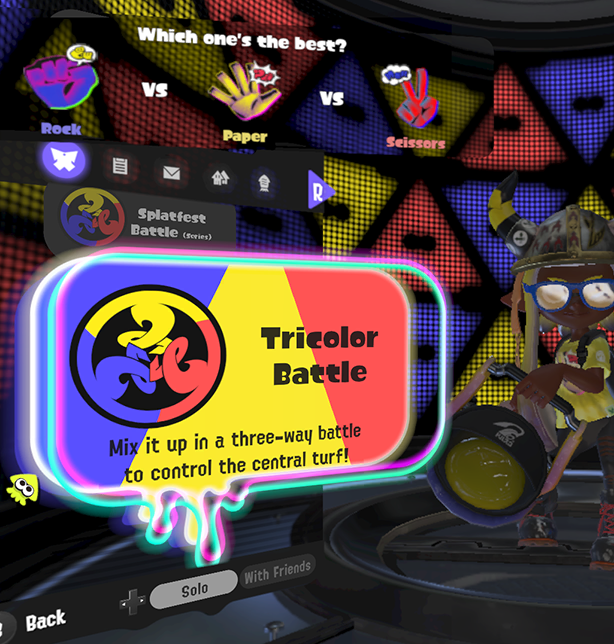 Which one's the best?
VS
VS
Rock
Paper
Scissors
R
Splatfest
Battle (Series)
Tricolor
Battle
Mix it up in a three-way battle
to control the central turf!
Solo
With Friends
Back